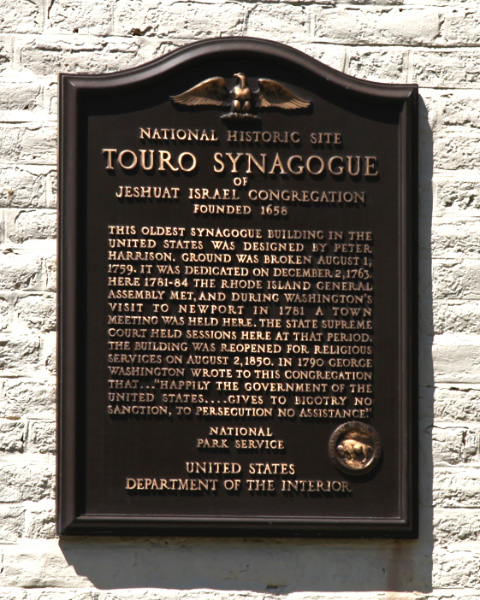 NATIONAL HISTORIC SITE
TOURO SYNAGOGUE
OF
JESHUAT ISRAEL CONGREGATION
FOUNDED 1658
THIS OLDEST SYNAGOGUE BUILDING IN THE
UNITED STATES WAS DESIGNED BY PETER
HARRISON. GROUND WAS BROKEN AUGUST 1,
1759. IT WAS DEDICATED ON DECEMBER 2, 1763.
HERE 1781-84 THE RHODE ISLAND GENERAL
ASSEMBLY MET, AND DURING WASHINGTON'S
VISIT TO NEWPORT IN 1781 A TOWN
MEETING WAS HELD HERE. THE STATE SUPREME
COURT HELD SESSIONS HERE AT THAT PERIOD.
THE BUILDING WAS REOPENED FOR RELIGIOUS
SERVICES ON AUGUST 2, 1850. IN 1790 GEORGE
WASHINGTON WROTE TO THIS CONGREGATION
THAT... "HAPPILY THE GOVERNMENT OF THE
UNITED STATES.... GIVES TO BIGOTRY NO
SANCTION, TO PERSECUTION NO ASSISTANCE."
NATIONAL
PARK SERVICE
UNITED STATES
DEPARTMENT OF THE INTERIOR